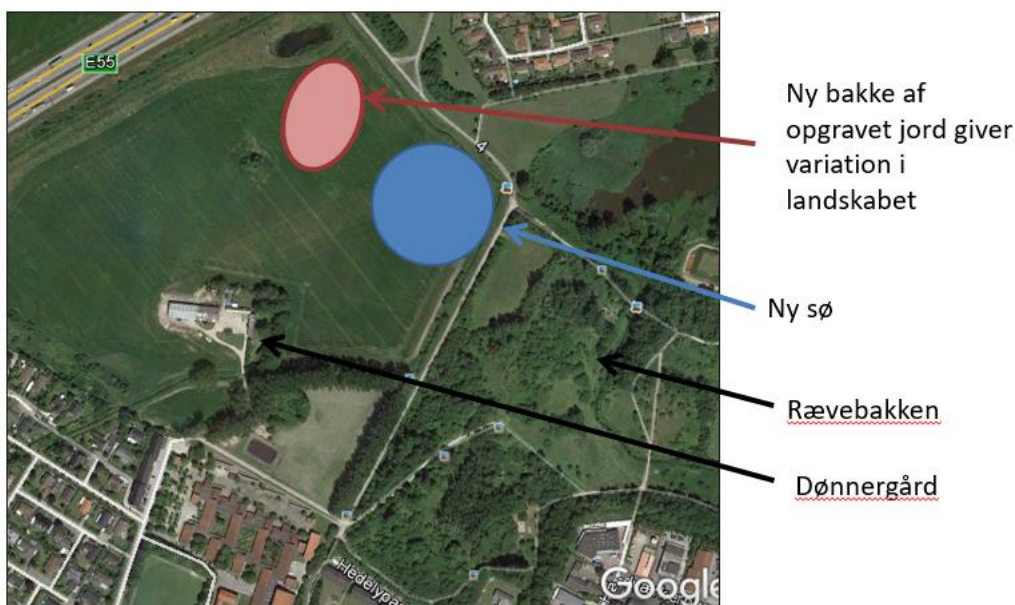 E55
4
Ny bakke af
opgravet jord giver
variation i
landskabet
Ny sø
Rævebakken
Dønnergård
Google